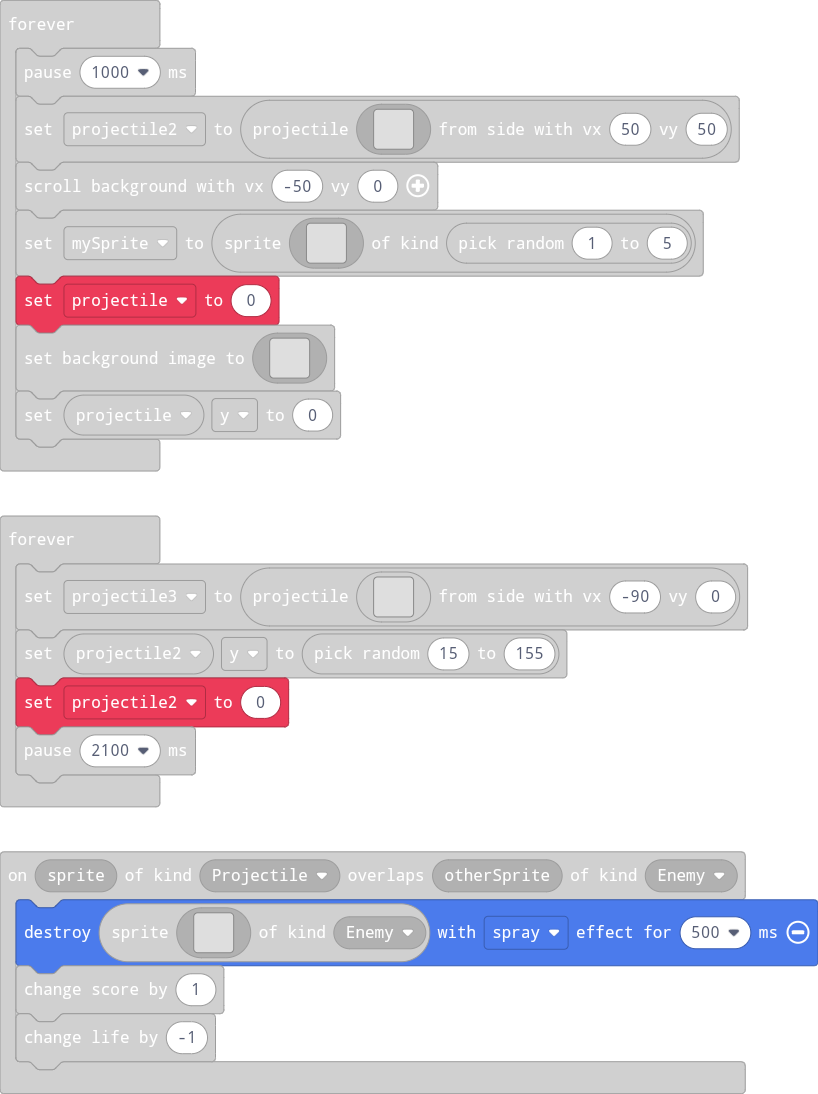 forever
pause 1000 ms
set projectile2 to projectile from side with vx 50 vy 50
scroll background with vx -50 vy 0
set mySprite to sprite of kind pick random 1 to 5
set projectile to 0
set background image to
set projectile y to 0
forever
set projectile3 to projectile from side with vx -90 vy 0
set projectile2 y to pick random 15 to 155
set projectile2 to 0
pause 2100 ms
on sprite of kind Projectile overlaps otherSprite of kind Enemy
destroy sprite of kind Enemy with spray effect for 500 ms
change score by 1
change life by -1